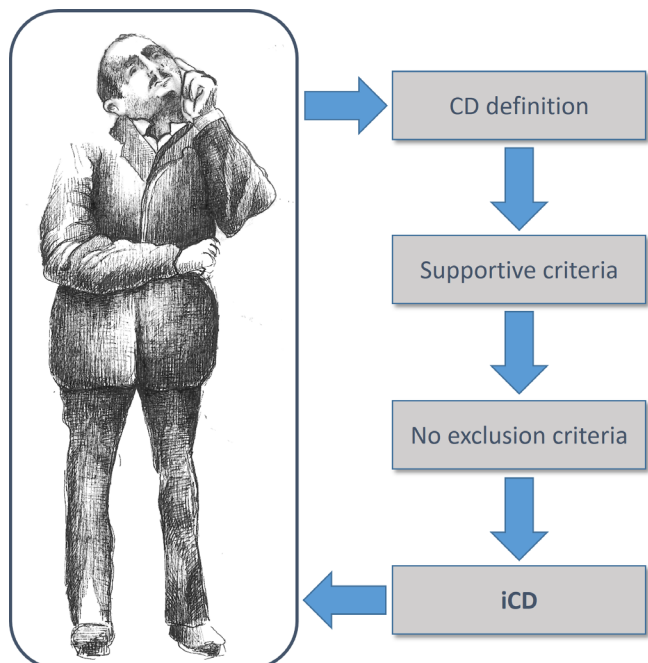 CD definition
Supportive criteria
No exclusion criteria
iCD